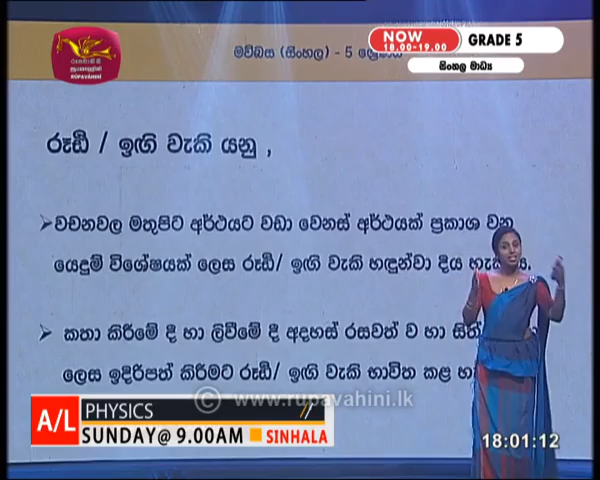 NOW
18.00-19.00
GRADE 5
සිංහල මාධ්‍ය
RUPAVAHINI
මව්බස (සිංහල) - 5 ශ්‍රේණිය
රූඪි / ඉඟි වැකි යනු ,
➢වචනවල මතුපිට අර්ථයට වඩා වෙනස් අර්ථයක් ප්‍රකාශ වන
යෙදුම් විශේෂයක් ලෙස රූඪි/ ඉඟි වැකි හඳුන්වා දිය
➢ කතා කිරීමේ දී හා ලිවීමේ දී අදහස් රසවත් ව හා
ලෙස ඉදිරිපත් කිරීමට රූඪි/ ඉඟි වැකි භාවිත කළ
© www.rupavahini.lk
A/L
PHYSICS
SUNDAY@ 9.00AM SINHALA
18:01:12